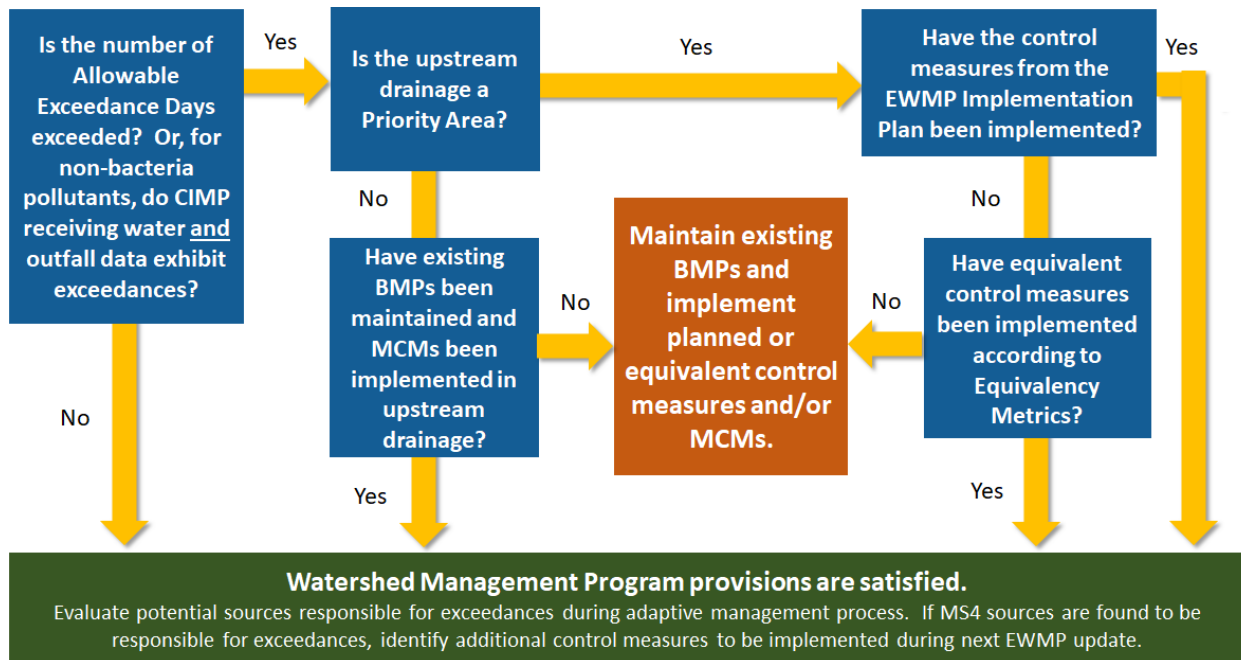 Is the number of
Allowable
Exceedance Days
exceeded? Or, for
non-bacteria
pollutants, do CIMP
receiving water and
outfall data exhibit
exceedances?
Yes
Is the upstream
drainage a
Priority Area?
Yes
Have the control
measures from the
EWMP Implementation
Plan been implemented?
Yes
No
Have existing
BMPs been
maintained and
MCMs been
implemented in
upstream
drainage?
No
Maintain existing
BMPs and
implement
planned or
equivalent control
measures and/or
MCMs.
No
No
Have equivalent
control measures
been implemented
according to
Equivalency
Metrics?
No
Yes
Yes
Watershed Management Program provisions are satisfied.
Evaluate potential sources responsible for exceedances during adaptive management process. If MS4 sources are found to be
responsible for exceedances, identify additional control measures to be implemented during next EWMP update.